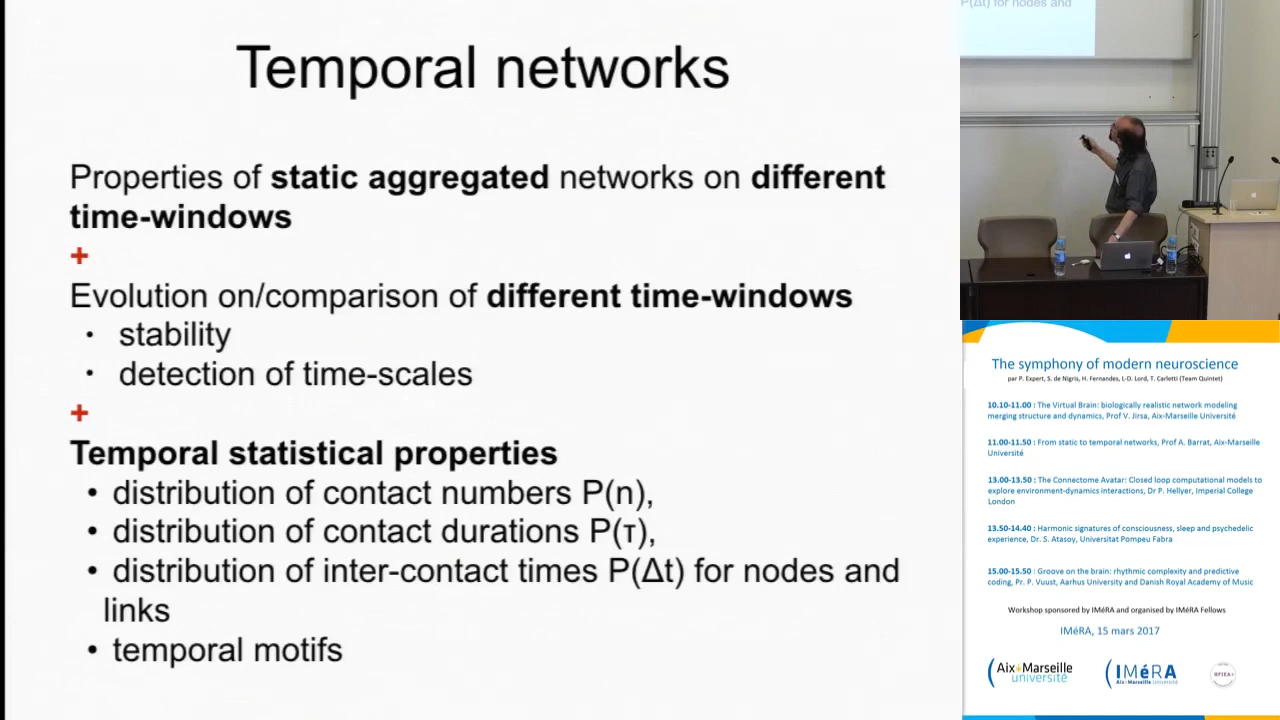 Temporal networks
Properties of static aggregated networks on different
time-windows
+
Evolution on/comparison of different time-windows
• stability
• detection of time-scales
+
Temporal statistical properties
• distribution of contact numbers P(n),
• distribution of contact durations P(τ),
• distribution of inter-contact times P(Δt) for nodes and
links
• temporal motifs
P(Δt) for nodes and
The symphony of modern neuroscience
par P. Expert, S. de Nigris, H. Fernandes, L-D. Lord, T. Carletti (Team Quintet)
10.10-11.00 : The Virtual Brain: biologically realistic network modeling
merging structure and dynamics, Prof V. Jirsa, Aix-Marseille Université
11.00-11.50 : From static to temporal networks, Prof A. Barrat, Aix-Marseille
Université
13.00-13.50 : The Connectome Avatar: Closed loop computational models to
explore environment-dynamics interactions, Dr P. Hellyer, Imperial College
London
13.50-14.40 : Harmonic signatures of consciousness, sleep and psychedelic
experience, Dr. S. Atasoy, Universitat Pompeu Fabra
15.00-15.50 : Groove on the brain: rhythmic complexity and predictive
coding, Pr. P. Vuust, Aarhus University and Danish Royal Academy of Music
Workshop sponsored by IMéRA and organised by IMéRA Fellows
IMéRA, 15 mars 2017
Aix Marseille
université
IMéRA
Aix-Marseille Université
RFIEA+